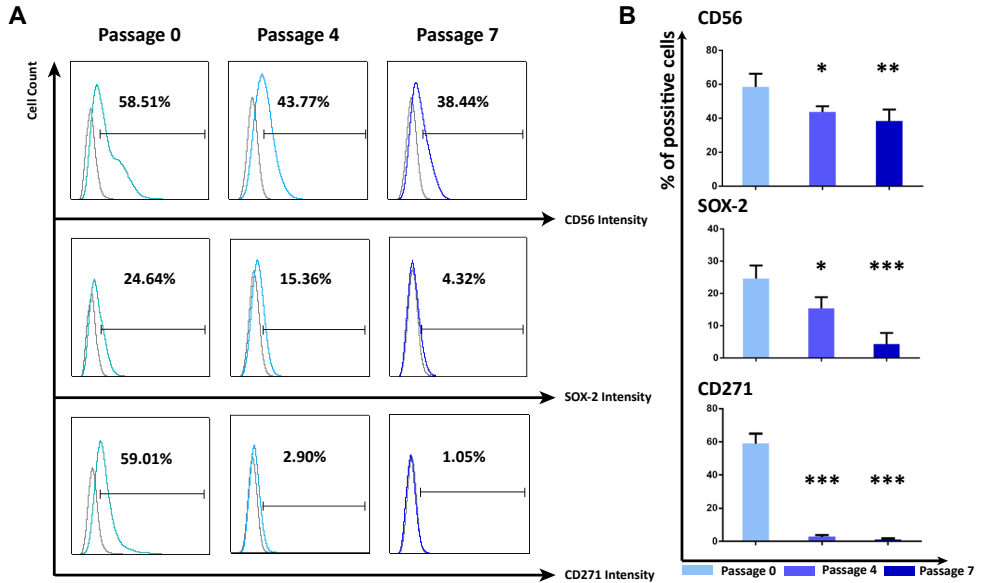 A
Passage 0
Passage 4
Passage 7
Cell Count
58.51%
43.77%
38.44%
CD56 Intensity
24.64%
15.36%
4.32%
SOX-2 Intensity
59.01%
2.90%
1.05%
CD271 Intensity
B
CD56
% of possitive cells
80
60
40
20
0
*
**
SOX-2
40
30
20
10
0
*
***
CD271
80
60
40
20
0
***
***
Passage 0
Passage 4
Passage 7